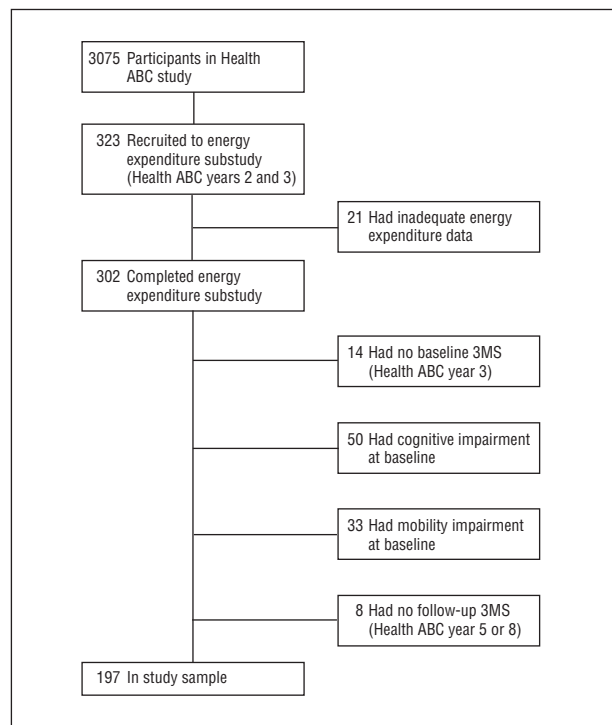 3075 Participants in Health
ABC study
323 Recruited to energy
expenditure substudy
(Health ABC years 2 and 3)
21 Had inadequate energy
expenditure data
302 Completed energy
expenditure substudy
14 Had no baseline 3MS
(Health ABC year 3)
50 Had cognitive impairment
at baseline
33 Had mobility impairment
at baseline
8 Had no follow-up 3MS
(Health ABC year 5 or 8)
197 In study sample